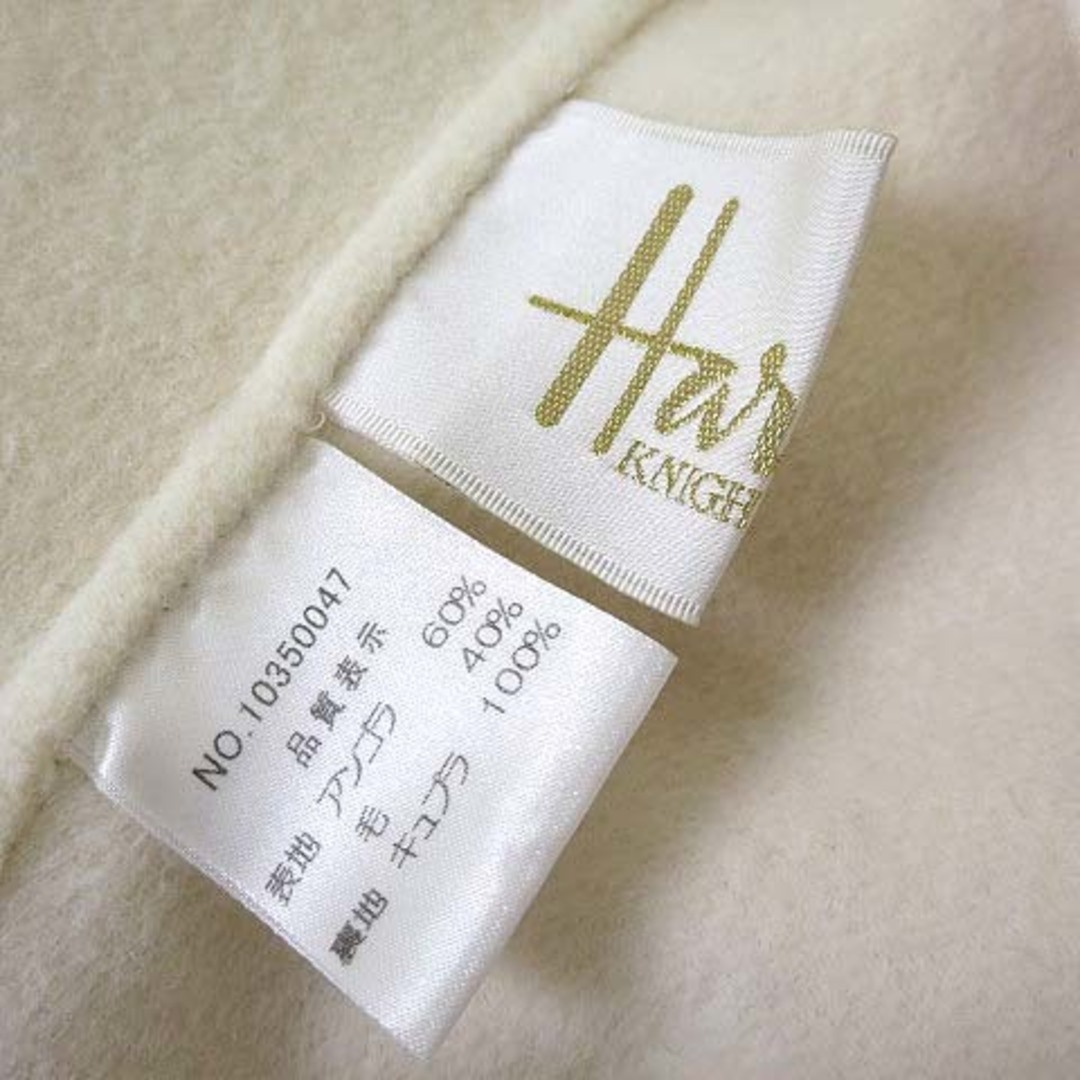 Har
KNIGH
NO.10350047
品質表示
表地 アンゴラ 60%
毛 40%
裏地 キュプラ 100%